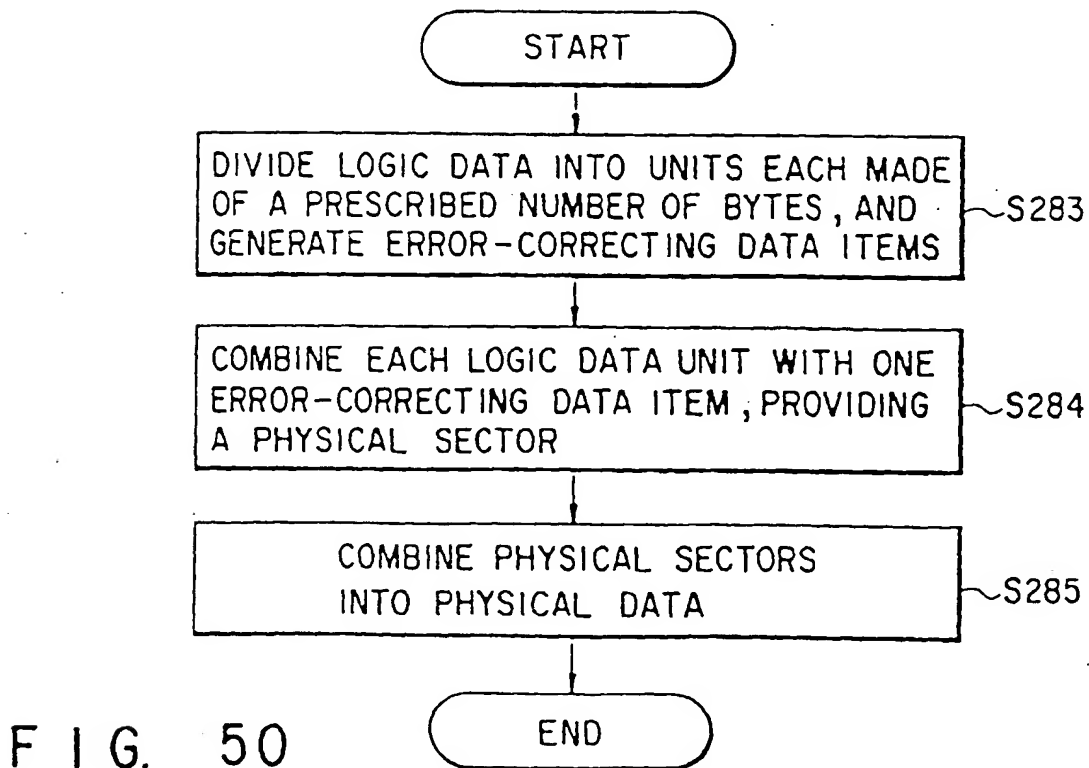 START
DIVIDE LOGIC DATA INTO UNITS EACH MADE
OF A PRESCRIBED NUMBER OF BYTES, AND
GENERATE ERROR-CORRECTING DATA ITEMS
S283
COMBINE EACH LOGIC DATA UNIT WITH ONE
ERROR-CORRECTING DATA ITEM, PROVIDING
A PHYSICAL SECTOR
S284
COMBINE PHYSICAL SECTORS
INTO PHYSICAL DATA
S285
END
FIG. 50